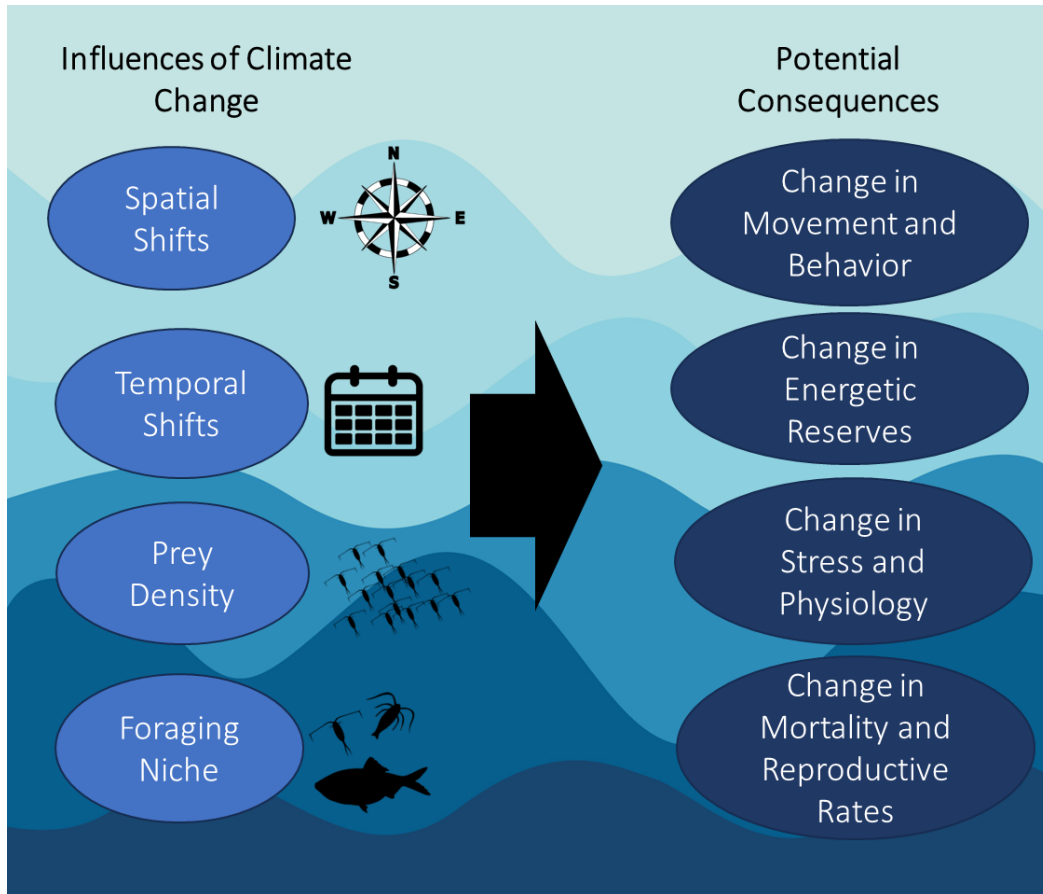 Influences of Climate
Change
Potential
Consequences
Spatial
Shifts
N
W
E
S
Change in
Movement and
Behavior
Temporal
Shifts
Change in
Energetic
Reserves
Prey
Density
Change in
Stress and
Physiology
Foraging
Niche
Change in
Mortality and
Reproductive
Rates